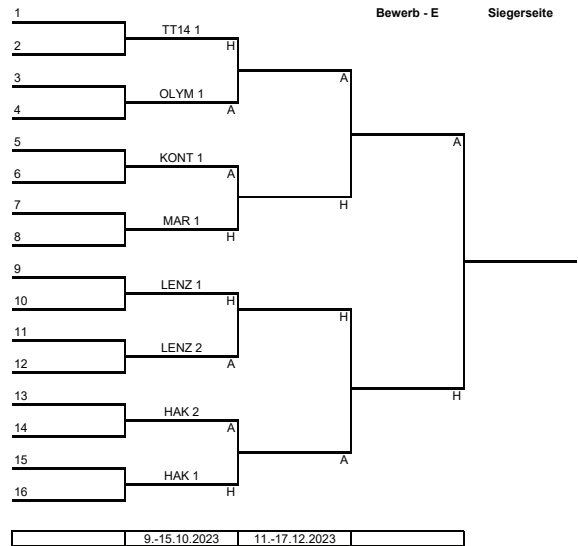 1 Bewerb - E Siegerseite
TT14 1
2 H
3 A
OLYM 1
4 A
5 A
KONT 1
6 A
7 H
MAR 1
8 H
9
LENZ 1
10 H
11 H
LENZ 2
12 A
13 H
HAK 2
14 A
15 A
HAK 1
16 H
9.-15.10.2023 11.-17.12.2023